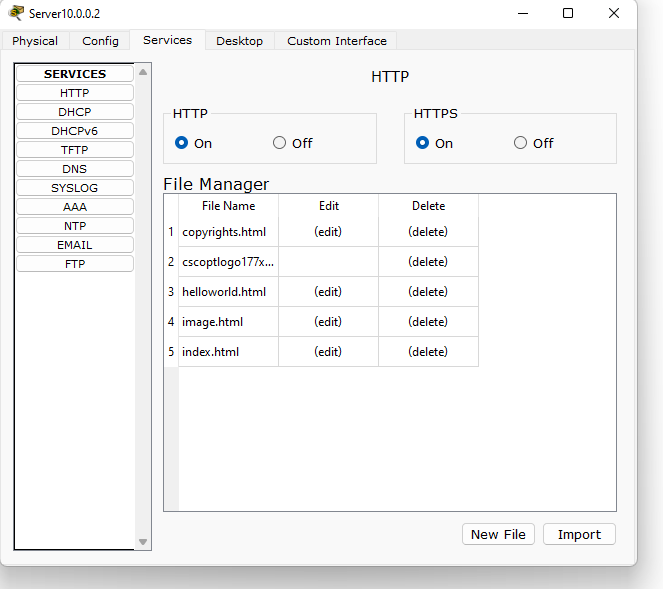 Server10.0.0.2
Physical Config Services Desktop Custom Interface
SERVICES
HTTP
DHCP
DHCPv6
TFTP
DNS
SYSLOG
AAA
NTP
EMAIL
FTP
HTTP
HTTP
On Off
HTTPS
On Off
File Manager
File Name Edit Delete
1 copyrights.html (edit) (delete)
2 cscoptlogo177x... (delete)
3 helloworld.html (edit) (delete)
4 image.html (edit) (delete)
5 index.html (edit) (delete)
New File Import